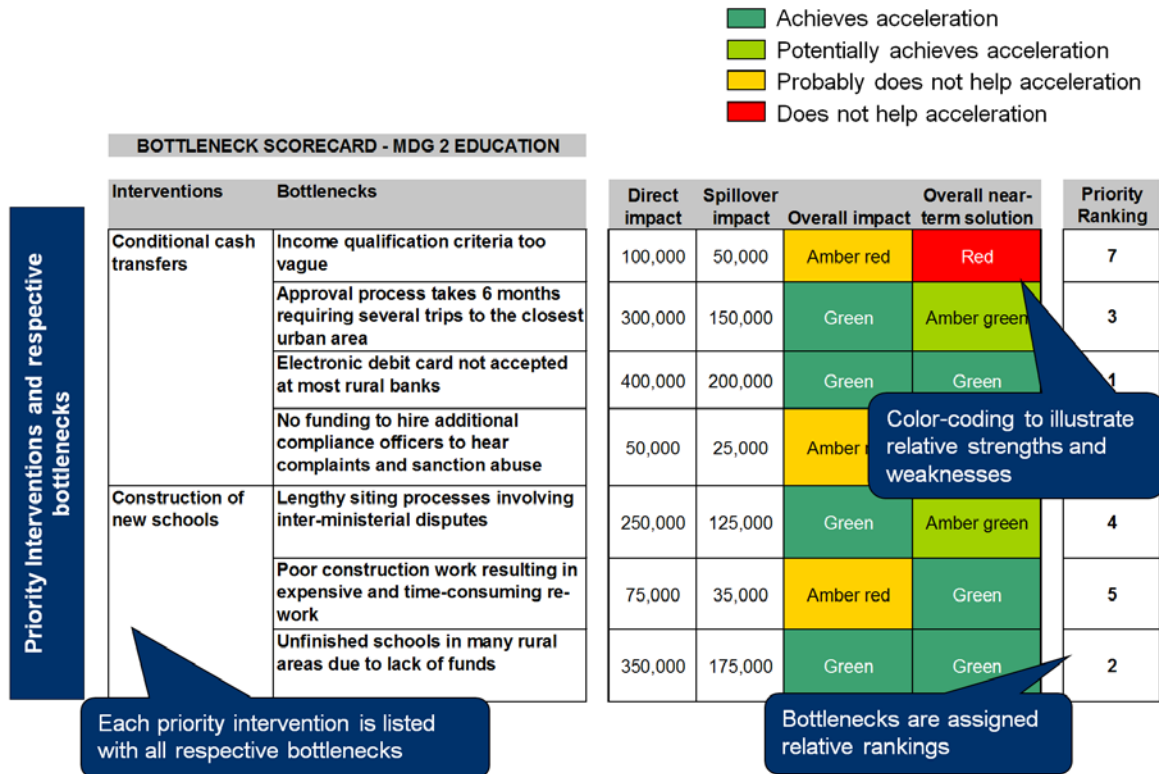 Achieves acceleration
Potentially achieves acceleration
Probably does not help acceleration
Does not help acceleration
BOTTLENECK SCORECARD - MDG 2 EDUCATION
Priority Interventions and respective
bottlenecks
Interventions
Bottlenecks
Direct
impact
Spillover
impact
Overall impact
Overall near-
term solution
Priority
Ranking
Conditional cash
transfers
Income qualification criteria too
vague
100,000
50,000
Amber red
Red
7
Approval process takes 6 months
requiring several trips to the closest
urban area
300,000
150,000
Green
Amber green
3
Electronic debit card not accepted
at most rural banks
400,000
200,000
Green
Green
1
No funding to hire additional
compliance officers to hear
complaints and sanction abuse
50,000
25,000
Amber
Color-coding to illustrate
relative strengths and
weaknesses
Construction of
new schools
Lengthy siting processes involving
inter-ministerial disputes
250,000
125,000
Green
Amber green
4
Poor construction work resulting in
expensive and time-consuming re-
work
75,000
35,000
Amber red
Green
5
Unfinished schools in many rural
areas due to lack of funds
350,000
175,000
Green
Green
2
Each priority intervention is listed
with all respective bottlenecks
Bottlenecks are assigned
relative rankings